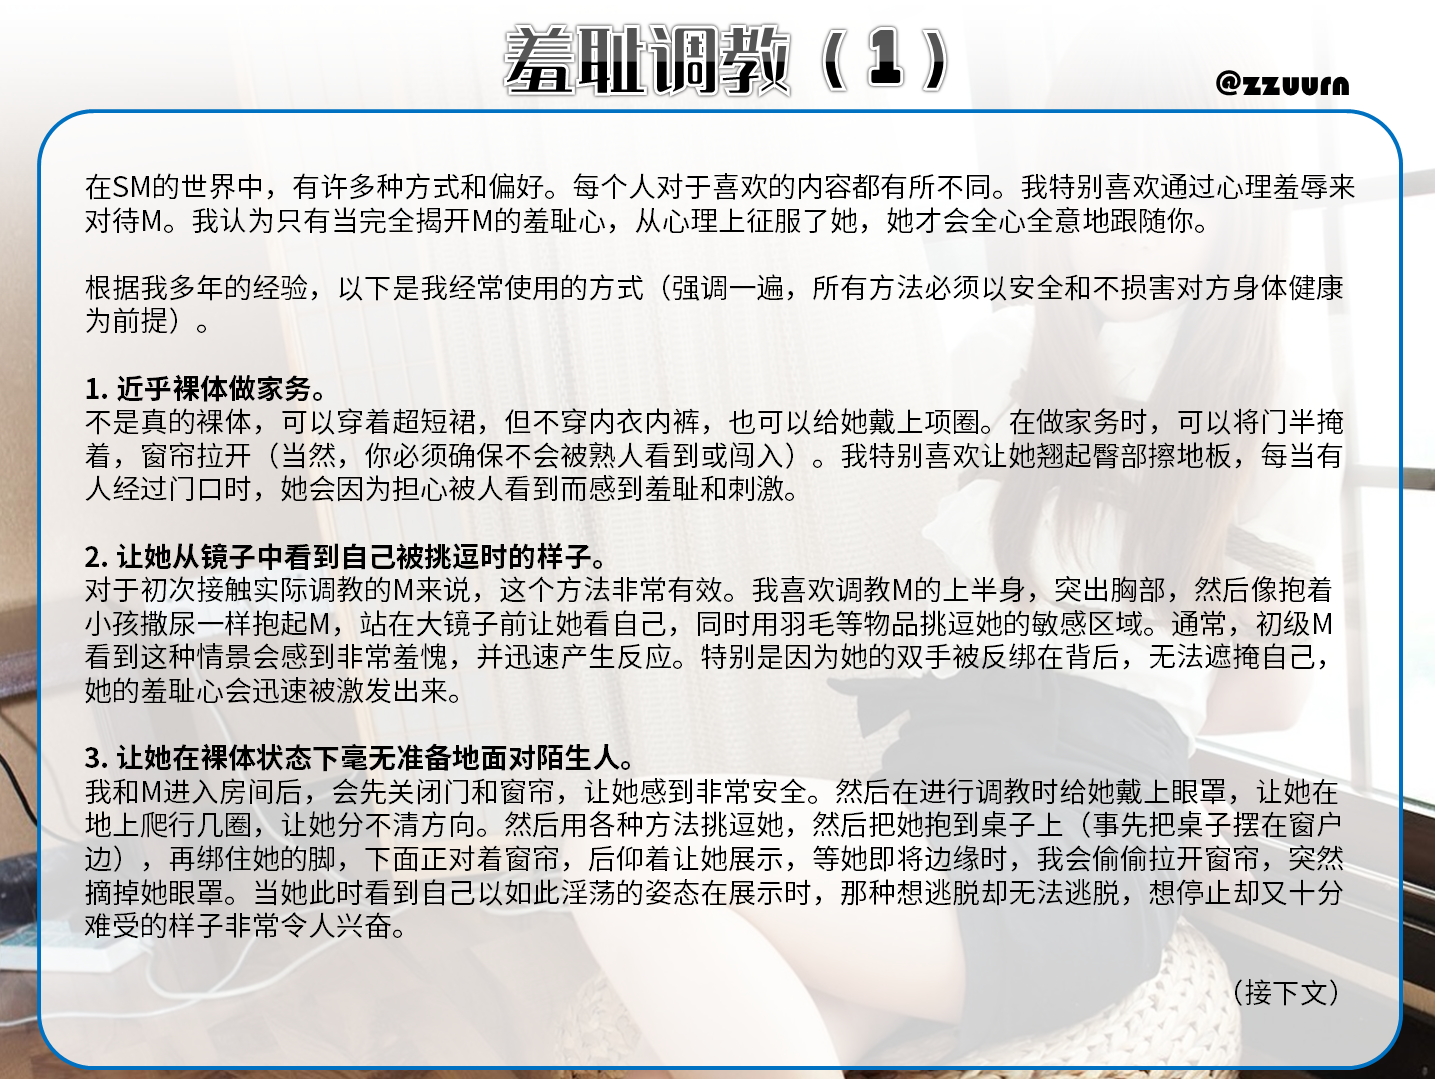 羞耻调教（1）
@zzuurn
在SM的世界中，有许多种方式和偏好。每个人对于喜欢的内容都有所不同。我特别喜欢通过心理羞辱来
对待M。我认为只有当完全揭开M的羞耻心，从心理上征服了她，她才会全心全意地跟随你。
根据我多年的经验，以下是我经常使用的方式（强调一遍，所有方法必须以安全和不损害对方身体健康
为前提）。
1. 近乎裸体做家务。
不是真的裸体，可以穿着超短裙，但不穿内衣内裤，也可以给她戴上项圈。在做家务时，可以将门半掩
着，窗帘拉开（当然，你必须确保不会被熟人看到或闯入）。我特别喜欢让她翘起臀部擦地板，每当有
人经过门口时，她会因为担心被人看到而感到羞耻和刺激。
2. 让她从镜子中看到自己被挑逗时的样子。
对于初次接触实际调教的M来说，这个方法非常有效。我喜欢调教M的上半身，突出胸部，然后像抱着
小孩撒尿一样抱起M，站在大镜子前让她看自己，同时用羽毛等物品挑逗她的敏感区域。通常，初级M
看到这种情景会感到非常羞愧，并迅速产生反应。特别是因为她的双手被反绑在背后，无法遮掩自己，
她的羞耻心会迅速被激发出来。
3. 让她在裸体状态下毫无准备地面对陌生人。
我和M进入房间后，会先关闭门和窗帘，让她感到非常安全。然后在进行调教时给她戴上眼罩，让她在
地上爬行几圈，让她分不清方向。然后用各种方法挑逗她，然后把她抱到桌子上（事先把桌子摆在窗户
边），再绑住她的脚，下面正对着窗帘，后仰着让她展示，等她即将边缘时，我会偷偷拉开窗帘，突然
摘掉她眼罩。当她此时看到自己以如此淫荡的姿态在展示时，那种想逃脱却无法逃脱，想停止却又十分
难受的样子非常令人兴奋。
（接下文）